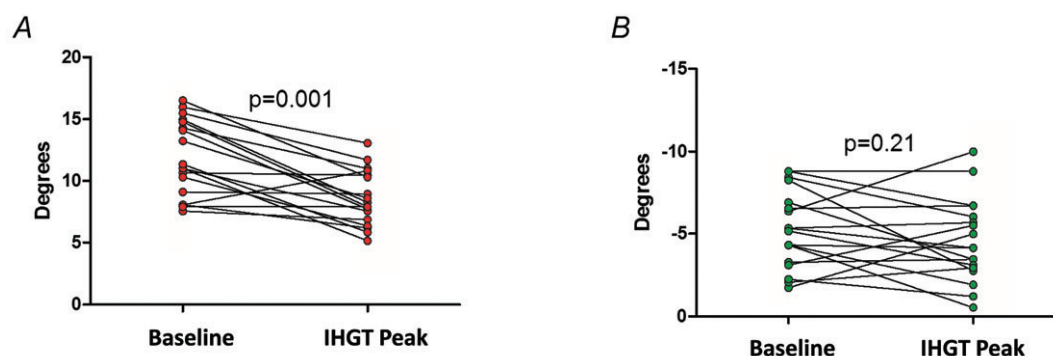 A
20
15
10
5
0
Degrees
p=0.001
Baseline IHGT Peak
B
-15
-10
-5
0
Degrees
p=0.21
Baseline IHGT Peak